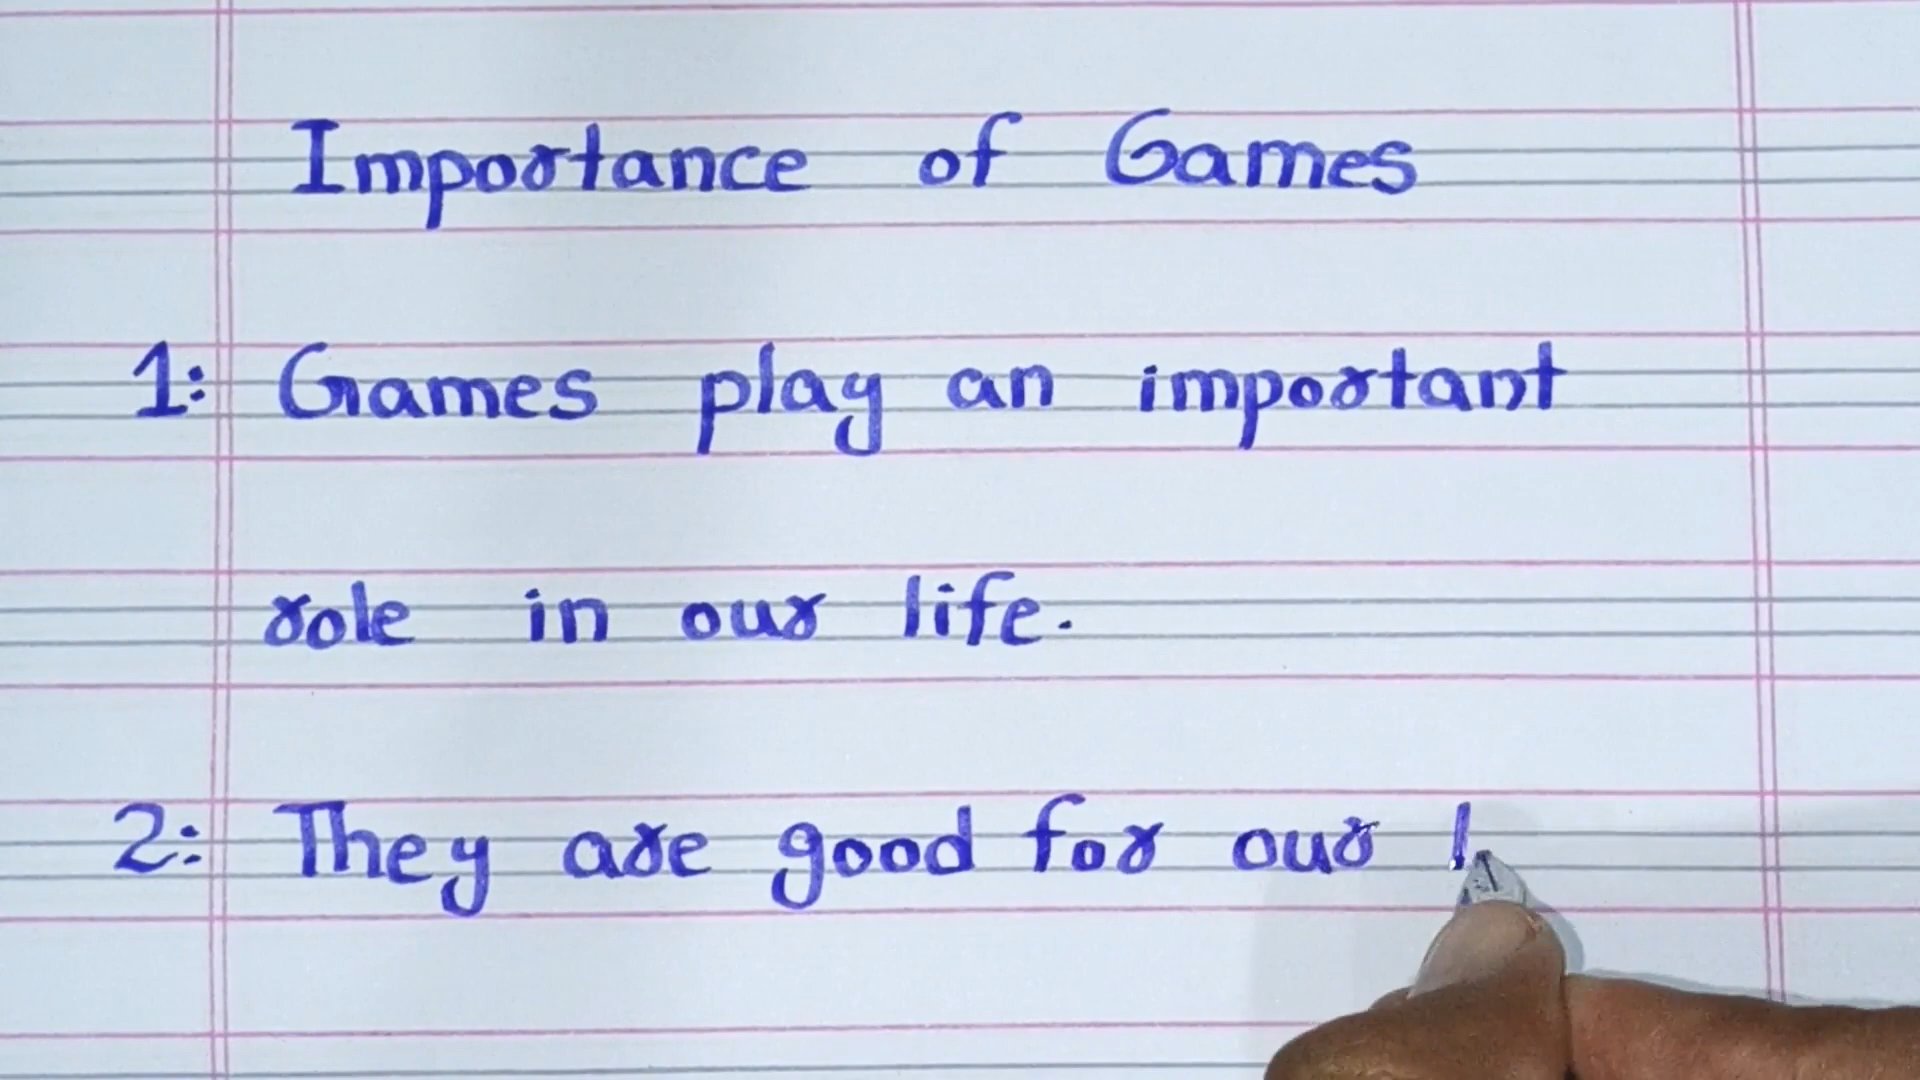 Importance of Games
1: Games play an important
role in our life.
2: They are good for our